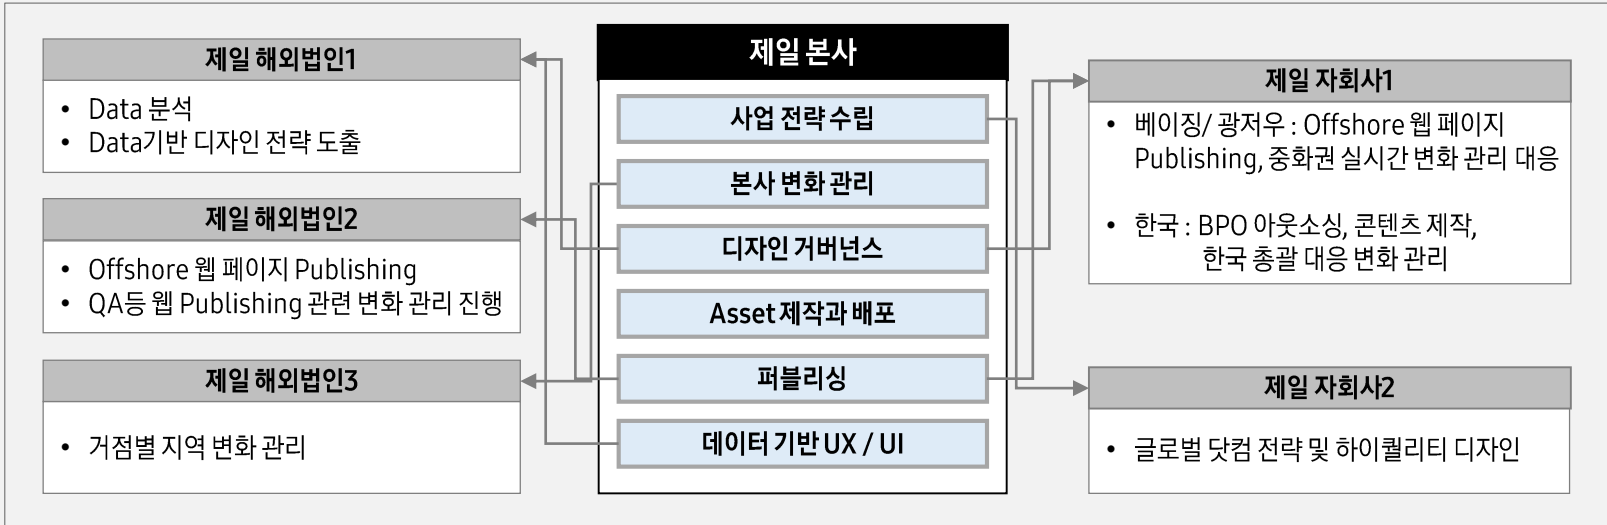 제일 해외법인1
• Data 분석
• Data기반 디자인 전략 도출
제일 해외법인2
• Offshore 웹 페이지 Publishing
• QA등 웹 Publishing 관련 변화 관리 진행
제일 해외법인3
• 거점별 지역 변화 관리
제일 본사
사업 전략 수립
본사 변화 관리
디자인 거버넌스
Asset 제작과 배포
퍼블리싱
데이터 기반 UX / UI
제일 자회사1
• 베이징/ 광저우 : Offshore 웹 페이지
Publishing, 중화권 실시간 변화 관리 대응
• 한국 : BPO 아웃소싱, 콘텐츠 제작,
한국 총괄 대응 변화 관리
제일 자회사2
• 글로벌 닷컴 전략 및 하이퀄리티 디자인